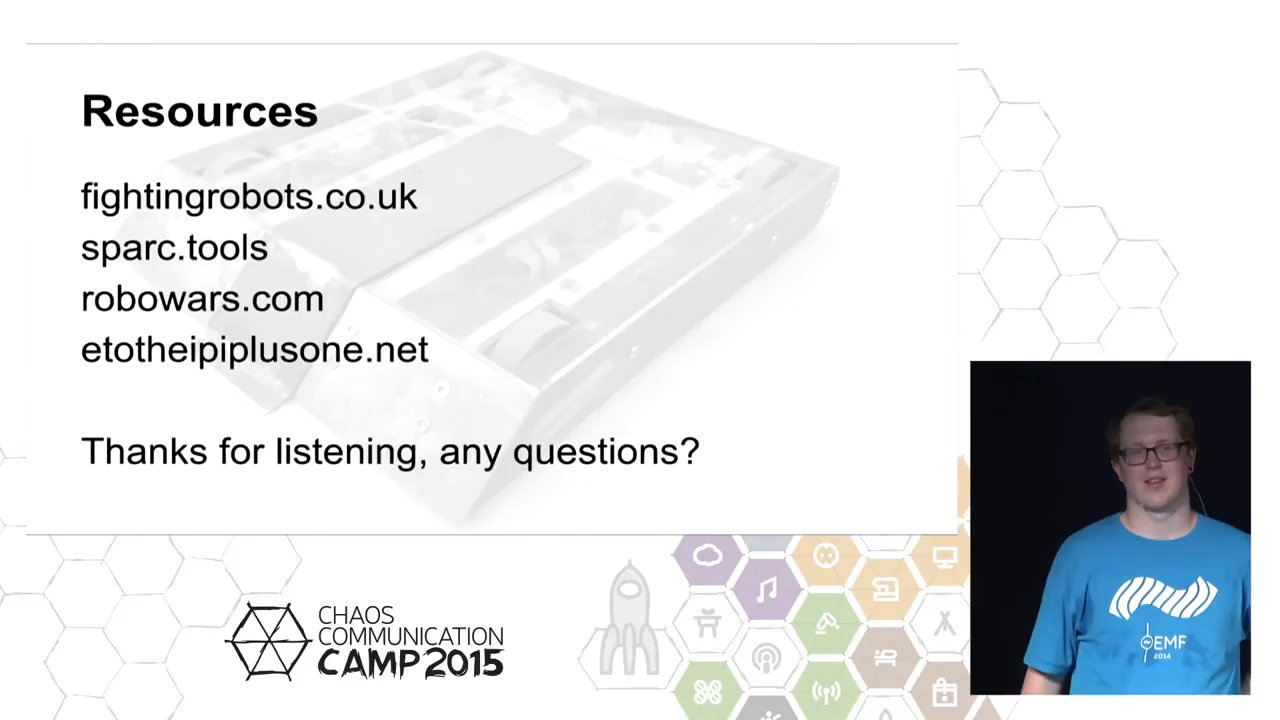 Resources
fightingrobots.co.uk
sparc.tools
robowars.com
etotheipiplusone.net
Thanks for listening, any questions?
CHAOS
COMMUNICATION
CAMP 2015
EMF
2014